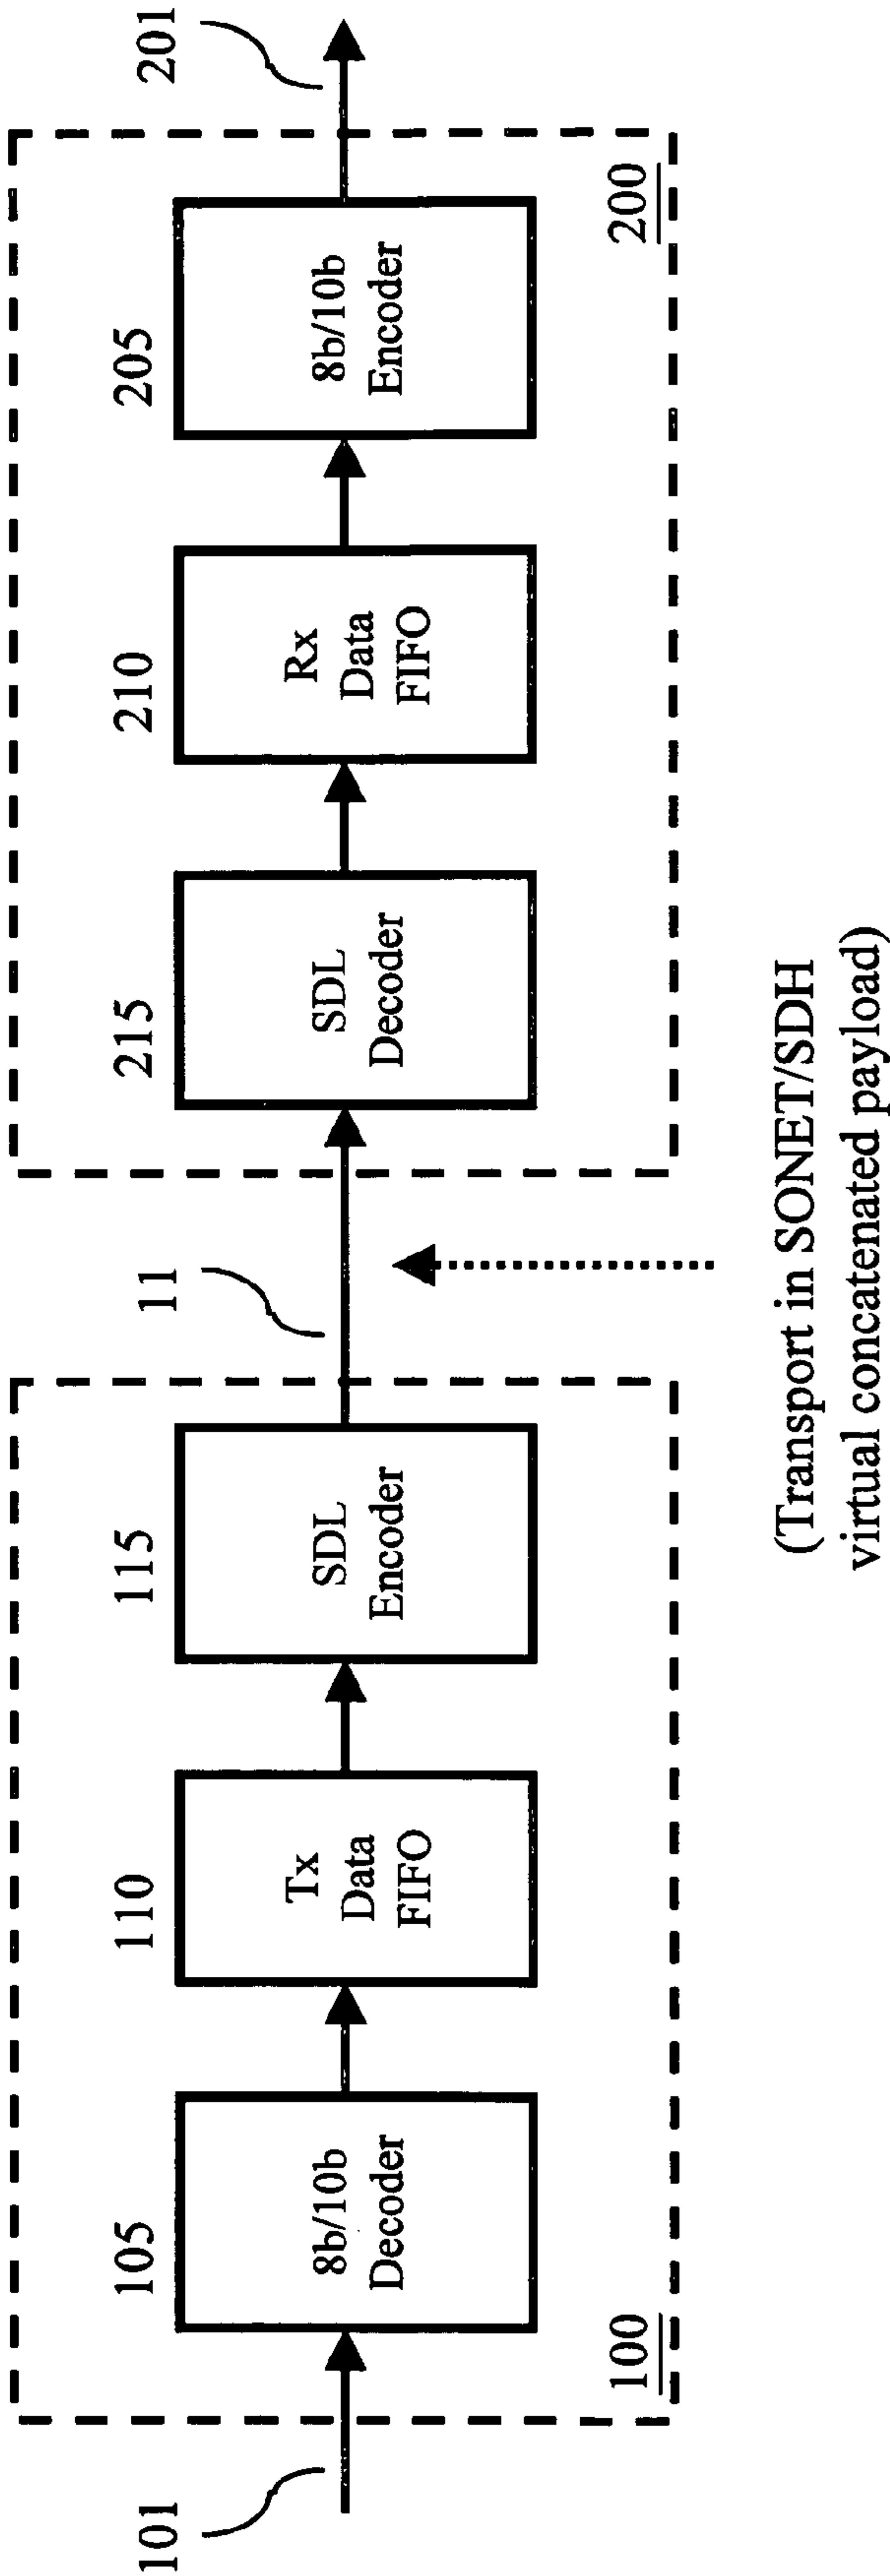 101
105
8b/10b
Decoder
110
Tx
Data
FIFO
115
SDL
Encoder
100
11
(Transport in SONET/SDH
virtual concatenated payload)
215
SDL
Decoder
210
Rx
Data
FIFO
205
8b/10b
Encoder
200
201